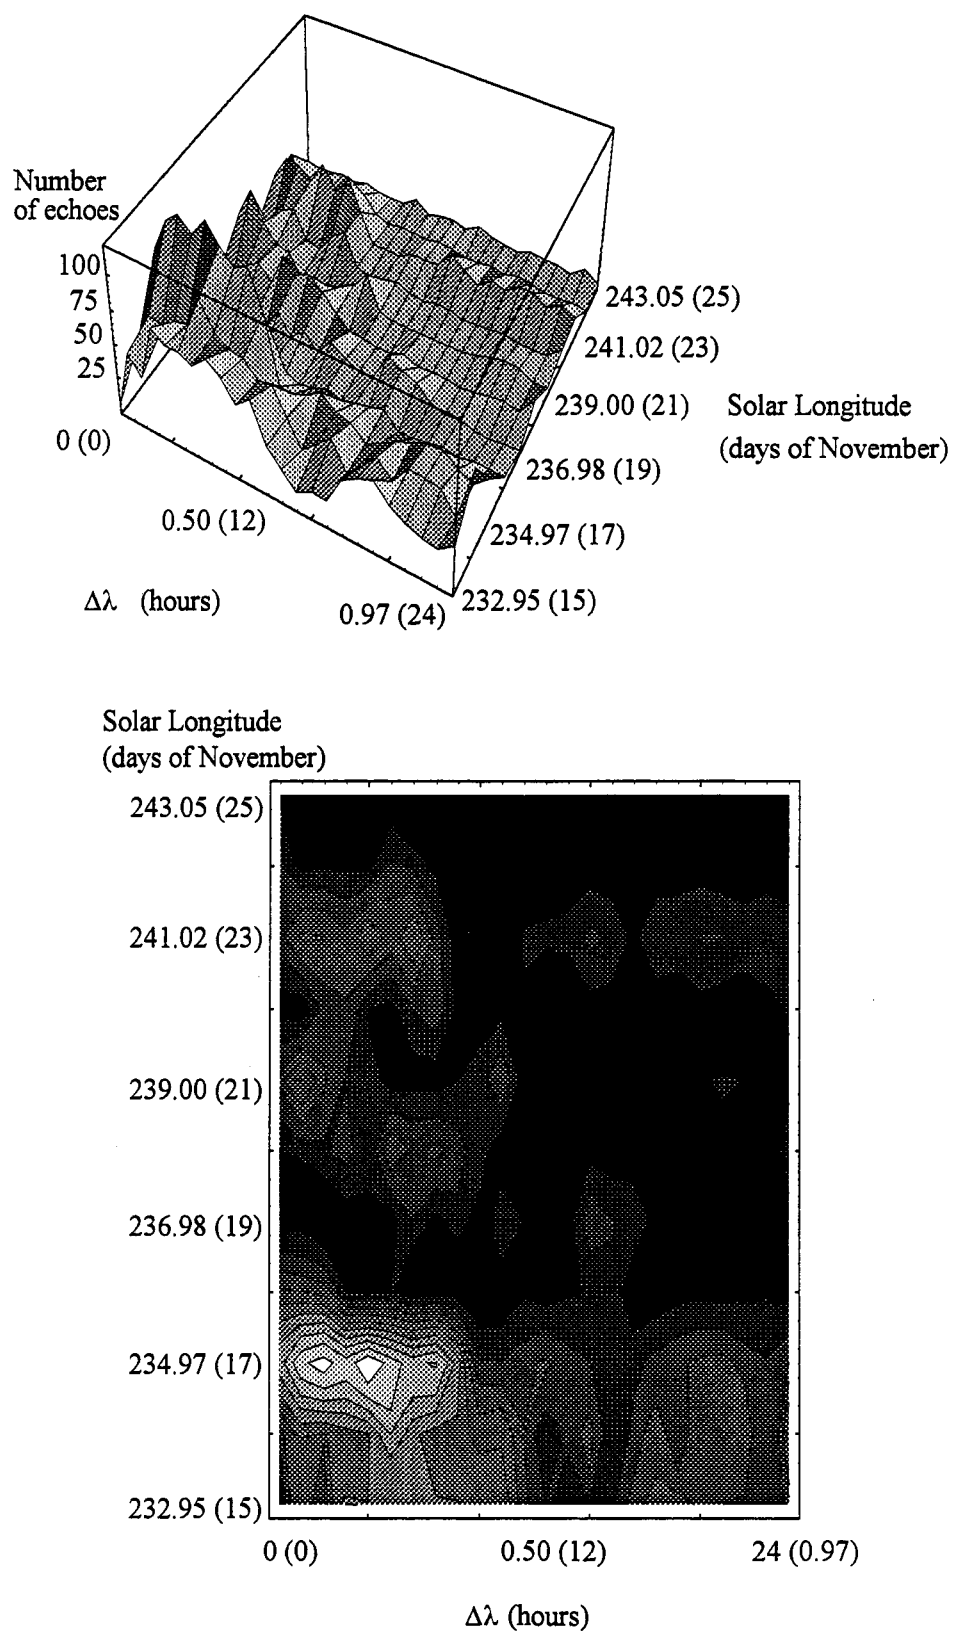 Number
of echoes
100
75
50
25
0 (0)
0.50 (12)
0.97 (24)
Δλ (hours)
243.05 (25)
241.02 (23)
239.00 (21)
236.98 (19)
234.97 (17)
232.95 (15)
Solar Longitude
(days of November)
Solar Longitude
(days of November)
243.05 (25)
241.02 (23)
239.00 (21)
236.98 (19)
234.97 (17)
232.95 (15)
0 (0) 0.50 (12) 24 (0.97)
Δλ (hours)